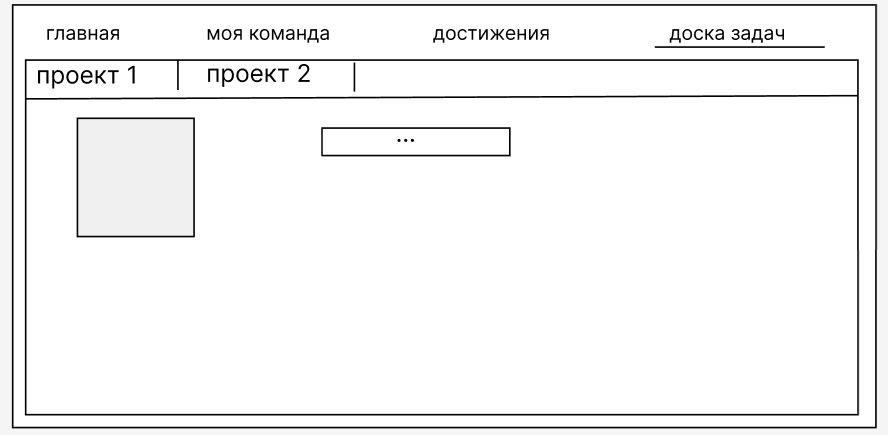 главная моя команда достижения доска задач
проект 1 проект 2
...